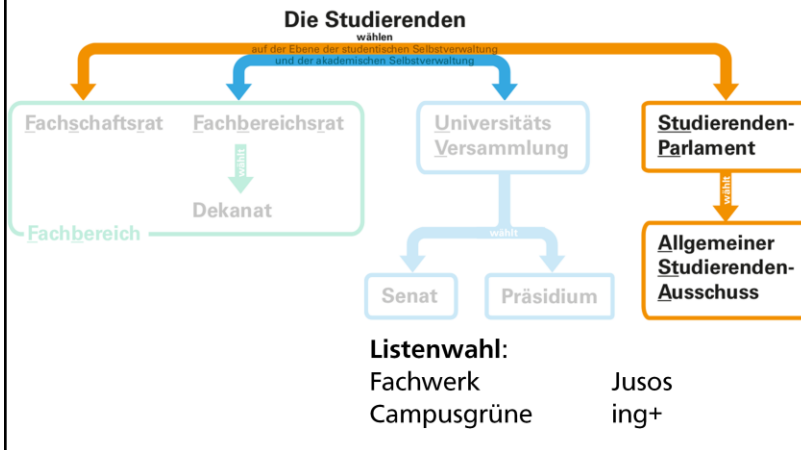 Die Studierenden
wählen
auf der Ebene der studentischen Selbstverwaltung
und der akademischen Selbstverwaltung
Fachschaftsrat
Fachbereichsrat
wählt
Dekanat
Fachbereich
Universitäts
Versammlung
wählt
Senat
Präsidium
Studierenden-
Parlament
wählt
Allgemeiner
Studierenden-
Ausschuss
Listenwahl:
Fachwerk Jusos
Campusgrüne ing+